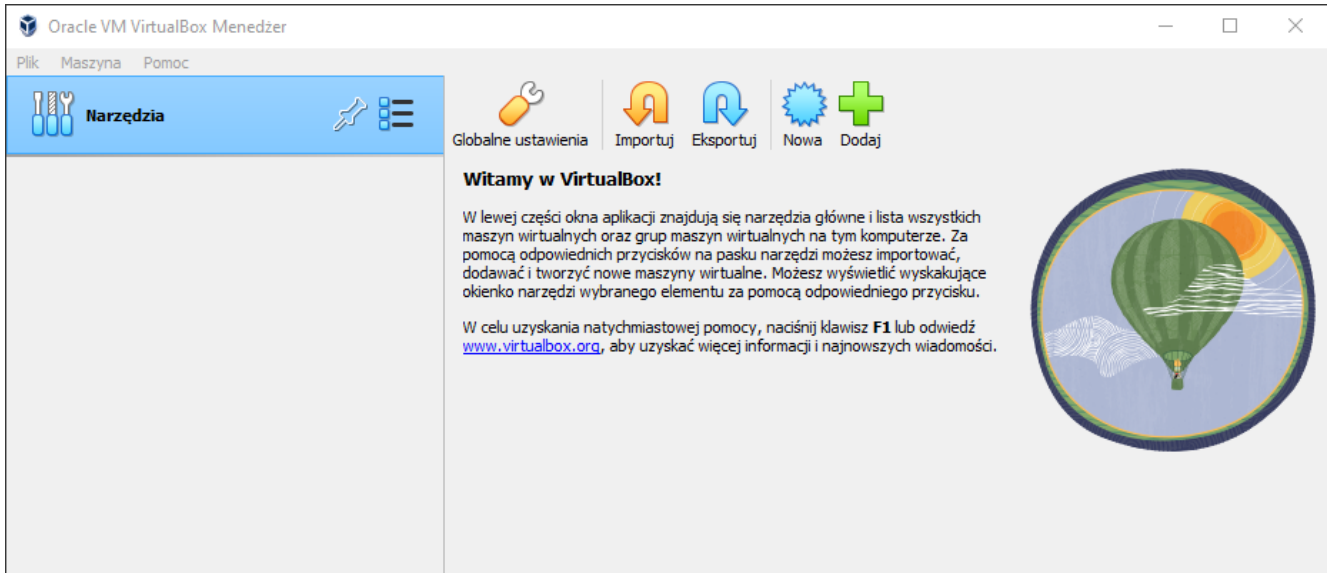 Oracle VM VirtualBox Menedżer
Plik Maszyna Pomoc
Narzędzia
Globalne ustawienia Importuj Eksportuj Nowa Dodaj
Witamy w VirtualBox!
W lewej części okna aplikacji znajdują się narzędzia główne i lista wszystkich
maszyn wirtualnych oraz grup maszyn wirtualnych na tym komputerze. Za
pomocą odpowiednich przycisków na pasku narzędzi możesz importować,
dodawać i tworzyć nowe maszyny wirtualne. Możesz wyświetlić wyskakujące
okienko narzędzi wybranego elementu za pomocą odpowiedniego przycisku.
W celu uzyskania natychmiastowej pomocy, naciśnij klawisz F1 lub odwiedź
www.virtualbox.org, aby uzyskać więcej informacji i najnowszych wiadomości.